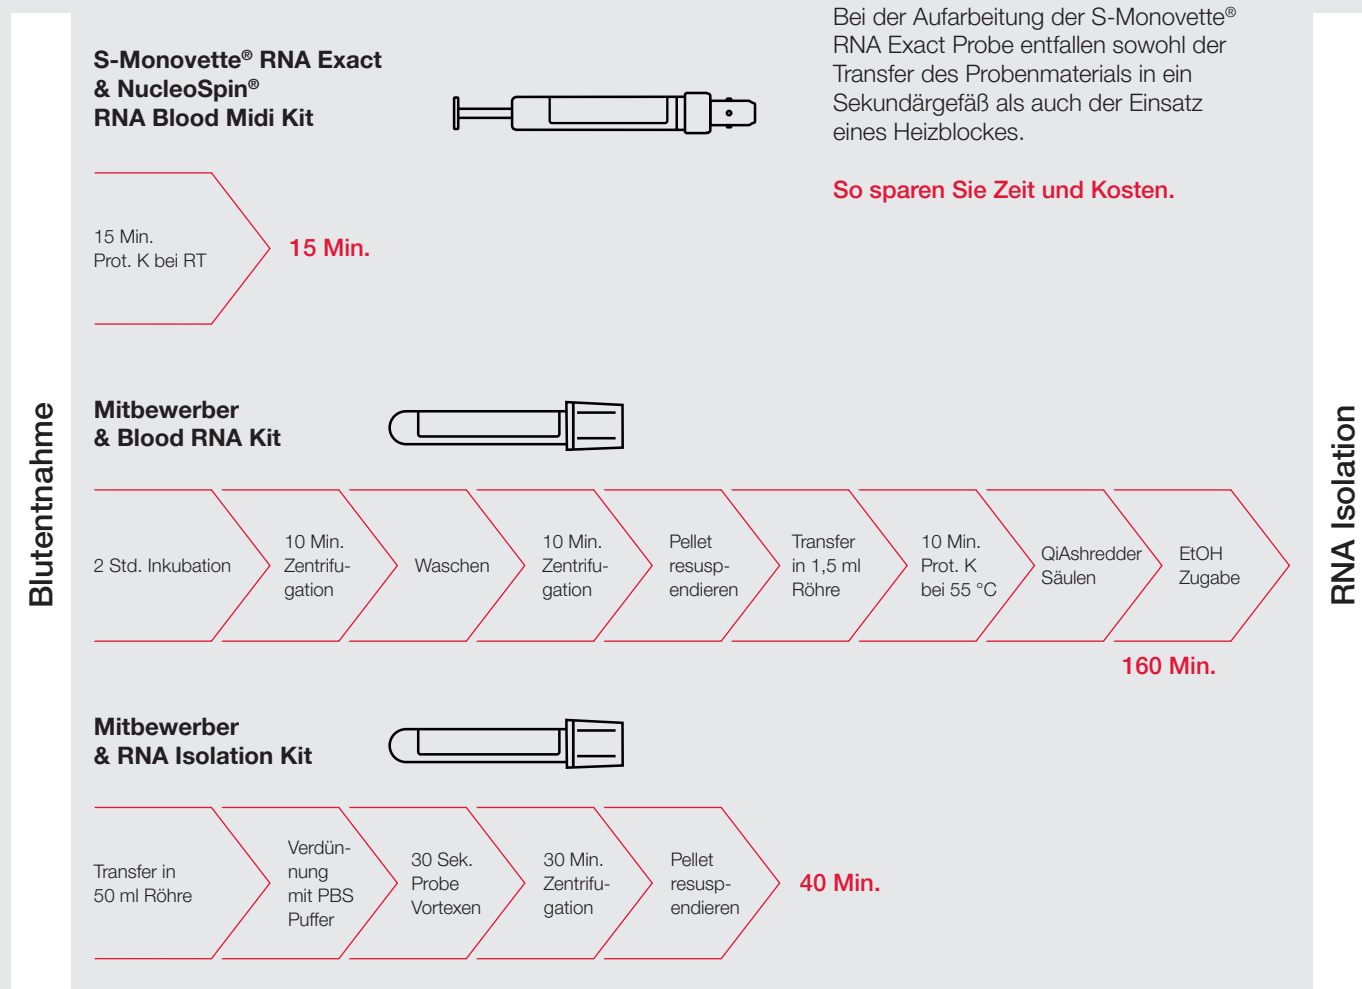 Bei der Aufarbeitung der S-Monovette®
RNA Exact Probe entfallen sowohl der
Transfer des Probenmaterials in ein
Sekundärgefäß als auch der Einsatz
eines Heizblockes.
So sparen Sie Zeit und Kosten.
S-Monovette® RNA Exact
& NucleoSpin®
RNA Blood Midi Kit
15 Min.
Prot. K bei RT
15 Min.
Blutentnahme
RNA Isolation
Mitbewerber
& Blood RNA Kit
2 Std. Inkubation
10 Min.
Zentrifu-
gation
Waschen
10 Min.
Zentrifu-
gation
Pellet
resusp-
endieren
Transfer
in 1,5 ml
Röhre
10 Min.
Prot. K
bei 55 °C
QiAshredder
Säulen
EtOH
Zugabe
160 Min.
Mitbewerber
& RNA Isolation Kit
Transfer in
50 ml Röhre
Verdün-
nung
mit PBS
Puffer
30 Sek.
Probe
Vortexen
30 Min.
Zentrifu-
gation
Pellet
resusp-
endieren
40 Min.